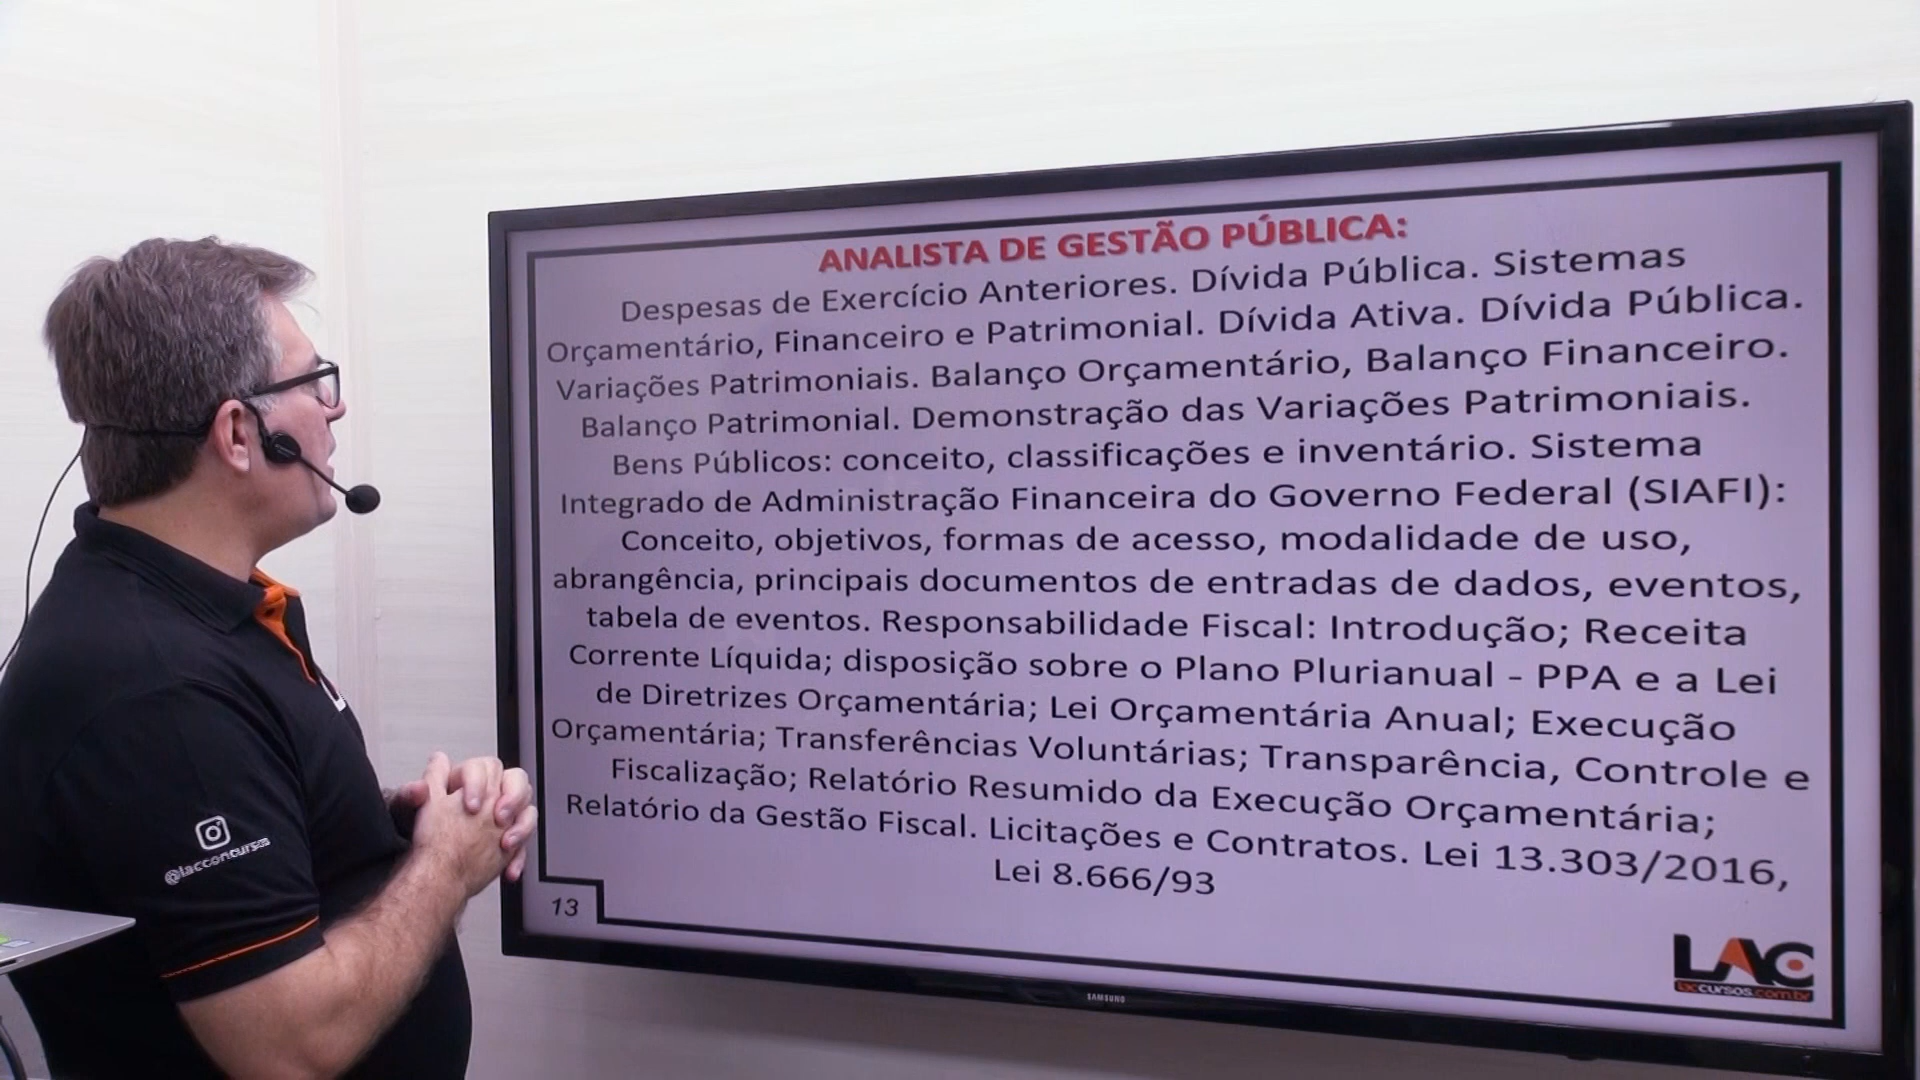 ANALISTA DE GESTÃO PÚBLICA:
Despesas de Exercício Anteriores. Dívida Pública. Sistemas
Orçamentário, Financeiro e Patrimonial. Dívida Ativa. Dívida Pública.
Variações Patrimoniais. Balanço Orçamentário, Balanço Financeiro.
Balanço Patrimonial. Demonstração das Variações Patrimoniais.
Bens Públicos: conceito, classificações e inventário. Sistema
Integrado de Administração Financeira do Governo Federal (SIAFI):
Conceito, objetivos, formas de acesso, modalidade de uso,
abrangência, principais documentos de entradas de dados, eventos,
tabela de eventos. Responsabilidade Fiscal: Introdução; Receita
Corrente Líquida; disposição sobre o Plano Plurianual - PPA e a Lei
de Diretrizes Orçamentária; Lei Orçamentária Anual; Execução
Orçamentária; Transferências Voluntárias; Transparência, Controle e
Fiscalização; Relatório Resumido da Execução Orçamentária;
Relatório da Gestão Fiscal. Licitações e Contratos. Lei 13.303/2016,
Lei 8.666/93
13
LAC
laccursos.com.br
SAMSUNG
@lacconcursos